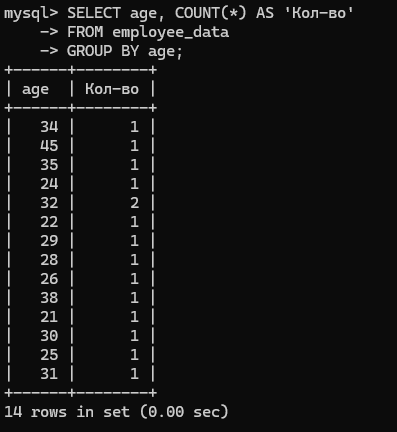 mysql> SELECT age, COUNT(*) AS 'Кол-во'
    -> FROM employee_data
    -> GROUP BY age;
+------+--------+
| age  | Кол-во |
+------+--------+
|   34 |      1 |
|   45 |      1 |
|   35 |      1 |
|   24 |      1 |
|   32 |      2 |
|   22 |      1 |
|   29 |      1 |
|   28 |      1 |
|   26 |      1 |
|   38 |      1 |
|   21 |      1 |
|   30 |      1 |
|   25 |      1 |
|   31 |      1 |
+------+--------+
14 rows in set (0.00 sec)